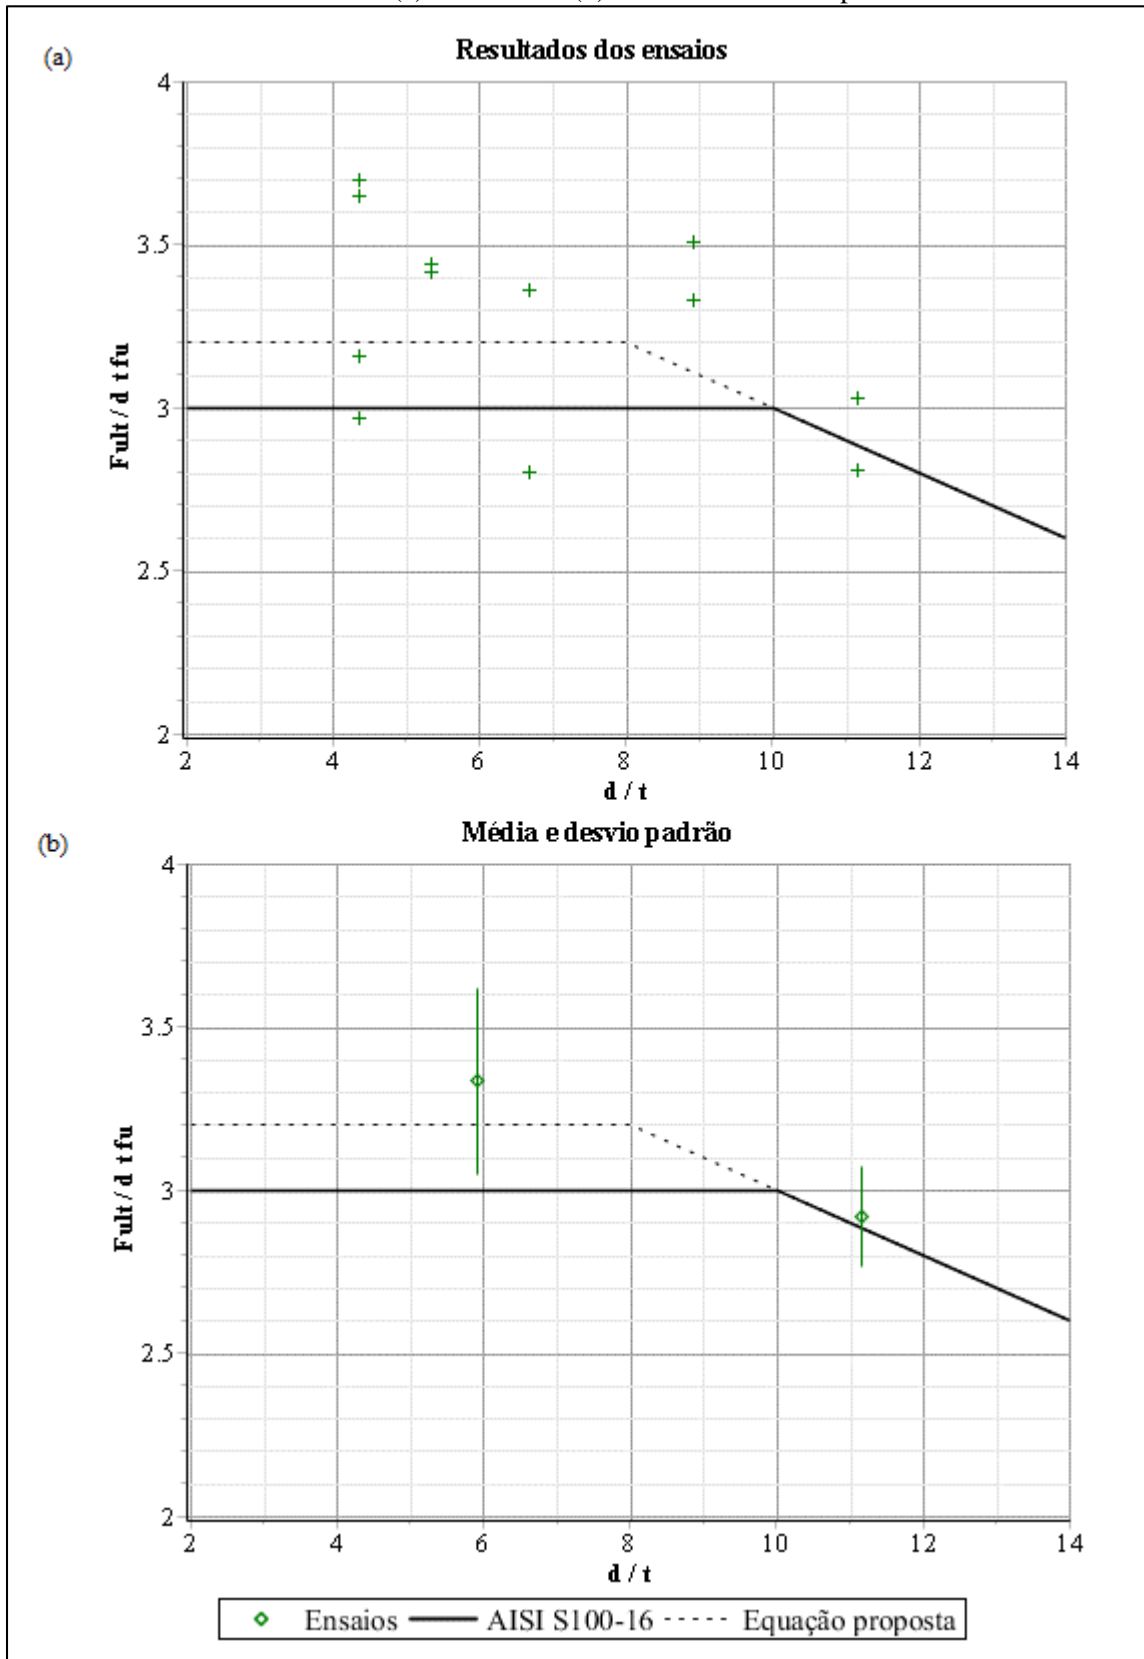 (a)
Resultados dos ensaios
4
3.5
3
2.5
2
Fult / d t fu
2 4 6 8 10 12 14
d / t
(b)
Média e desvio padrão
4
3.5
3
2.5
2
Fult / d t fu
2 4 6 8 10 12 14
d / t
Ensaios AISI S100-16 Equação proposta